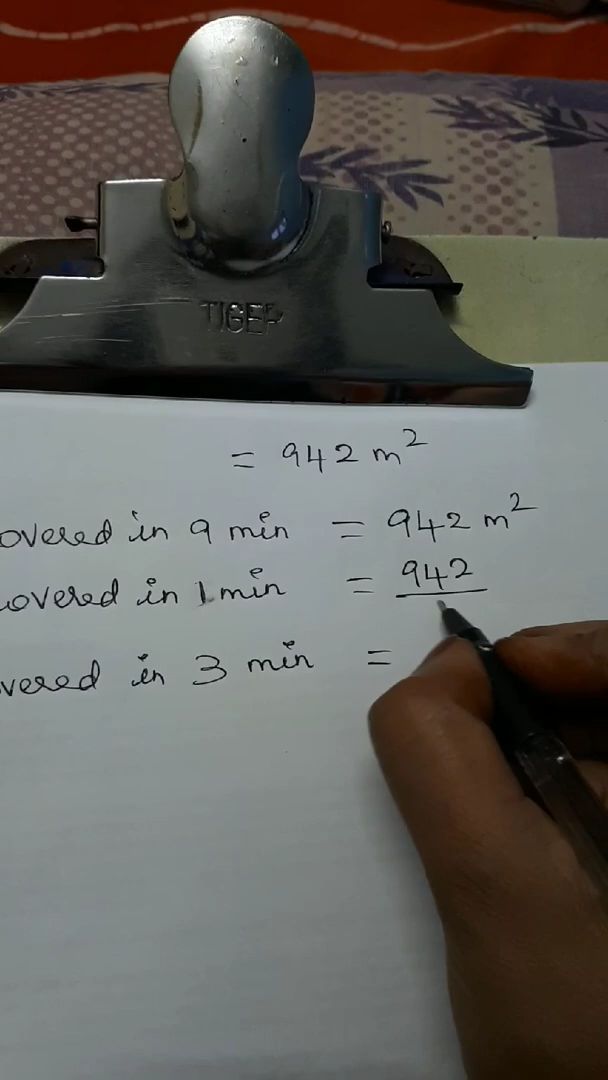 TIGER
= 942 m²
overed in 9 min = 942 m²
overed in 1 min = 942
vered in 3 min =